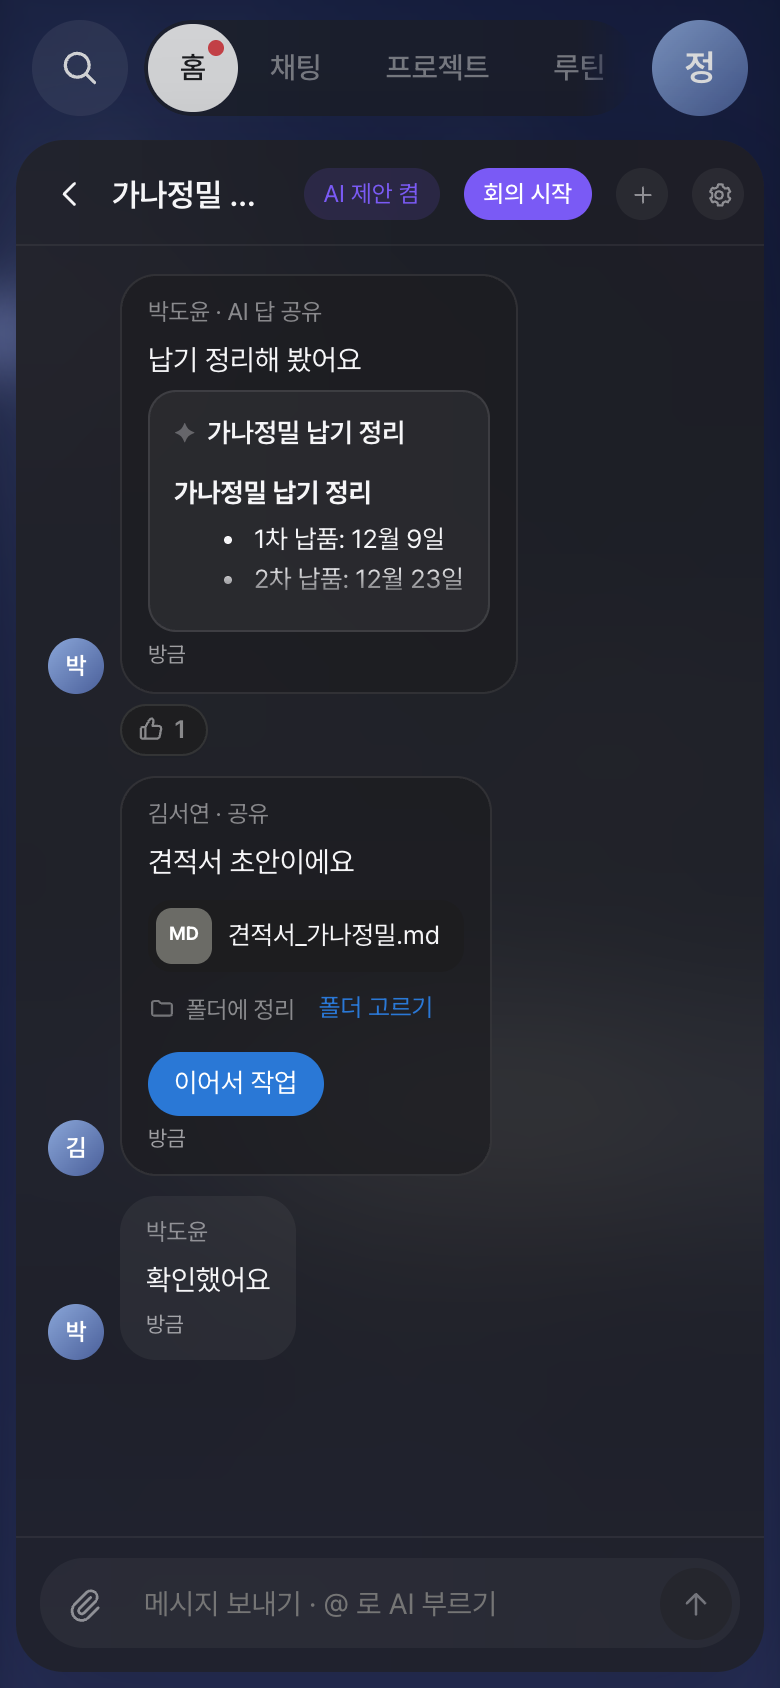 홈
채팅
프로젝트
루틴
정
가나정밀 ...
AI 제안 켬
회의 시작
박도윤 · AI 답 공유
납기 정리해 봤어요
가나정밀 납기 정리
가나정밀 납기 정리
• 1차 납품: 12월 9일
• 2차 납품: 12월 23일
방금
박
1
김서연 · 공유
견적서 초안이에요
MD 견적서_가나정밀.md
폴더에 정리 폴더 고르기
이어서 작업
방금
김
박도윤
확인했어요
방금
박
메시지 보내기 · @ 로 AI 부르기